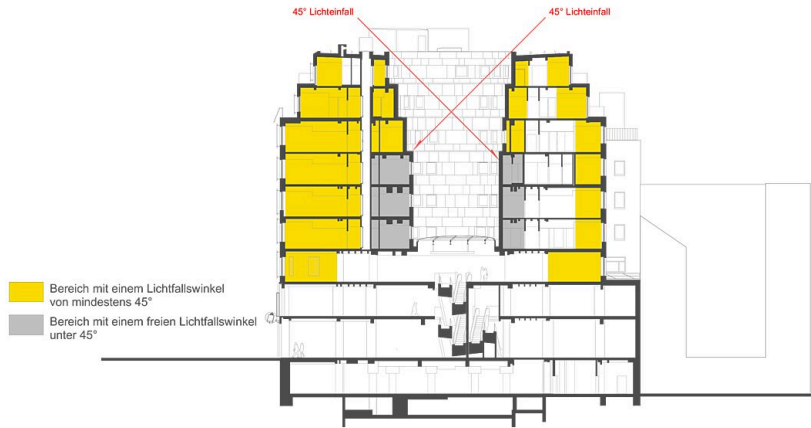 45° Lichteinfall
45° Lichteinfall
Bereich mit einem Lichtfallswinkel
von mindestens 45°
Bereich mit einem freien Lichtfallswinkel
unter 45°